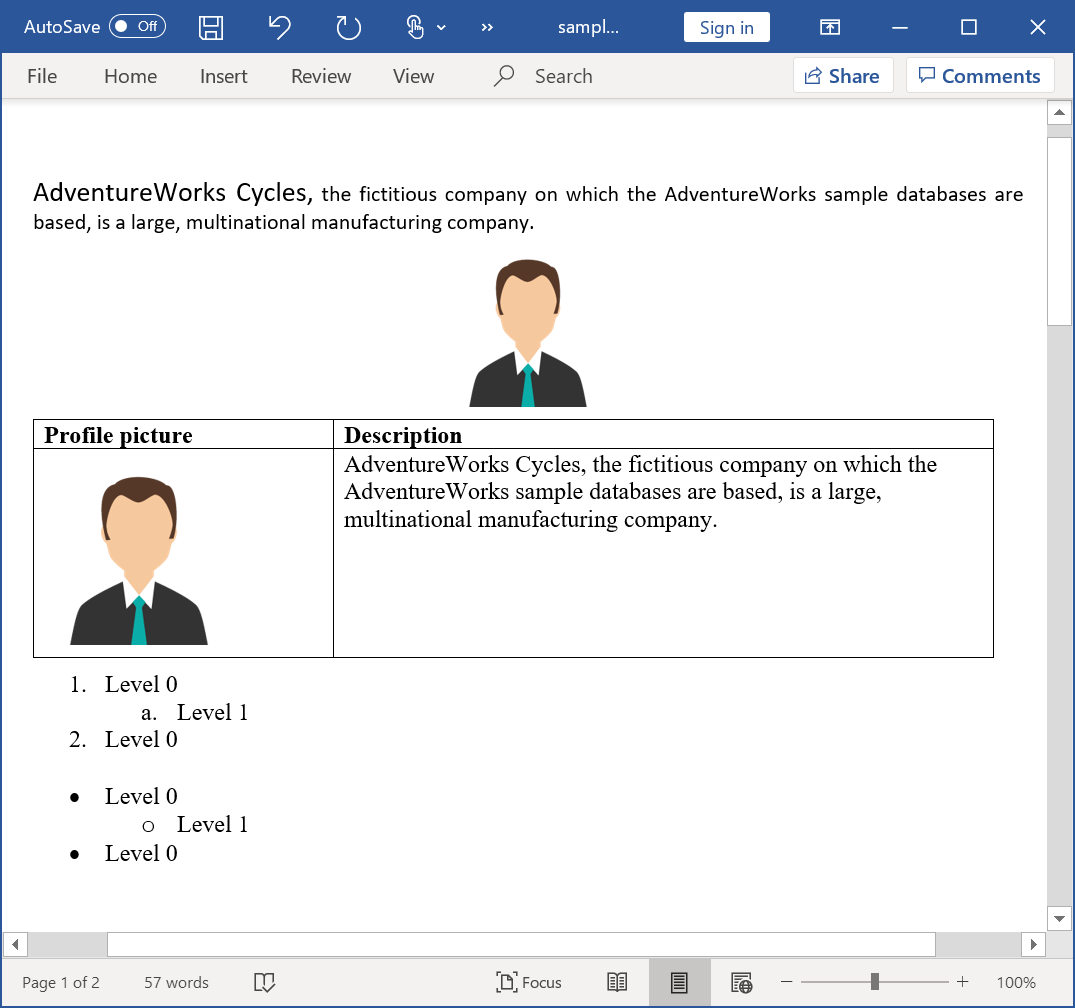 AutoSave Off sampl... Sign in
File Home Insert Review View Search Share Comments
AdventureWorks Cycles, the fictitious company on which the AdventureWorks sample databases are
based, is a large, multinational manufacturing company.
Profile picture Description
AdventureWorks Cycles, the fictitious company on which the
AdventureWorks sample databases are based, is a large,
multinational manufacturing company.
1. Level 0
a. Level 1
2. Level 0
• Level 0
o Level 1
• Level 0
Page 1 of 2 57 words Focus 100%